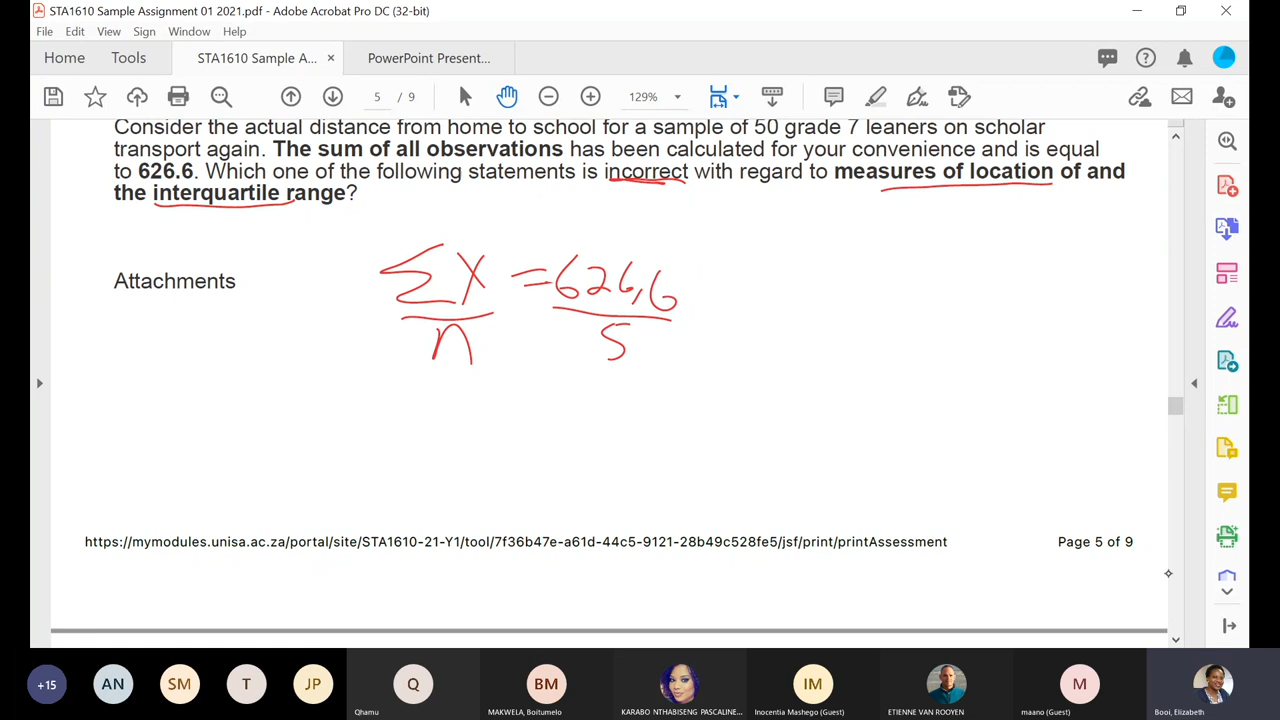 STA1610 Sample Assignment 01 2021.pdf - Adobe Acrobat Pro DC (32-bit)
File Edit View Sign Window Help
Home Tools STA1610 Sample A... × PowerPoint Present...
5 / 9 129%
Consider the actual distance from home to school for a sample of 50 grade 7 leaners on scholar
transport again. The sum of all observations has been calculated for your convenience and is equal
to 626.6. Which one of the following statements is incorrect with regard to measures of location of and
the interquartile range?
Attachments
∑X = 626,6
n 5
https://mymodules.unisa.ac.za/portal/site/STA1610-21-Y1/tool/7f36b47e-a61d-44c5-9121-28b49c528fe5/jsf/print/printAssessment Page 5 of 9
+15 AN SM T JP Q BM IM M
Qhamu MAKWELA, Boitumelo KARABO NTHABISENG PASCALINE... Inocentia Mashego (Guest) ETIENNE VAN ROOYEN maano (Guest) Booi, Elizabeth